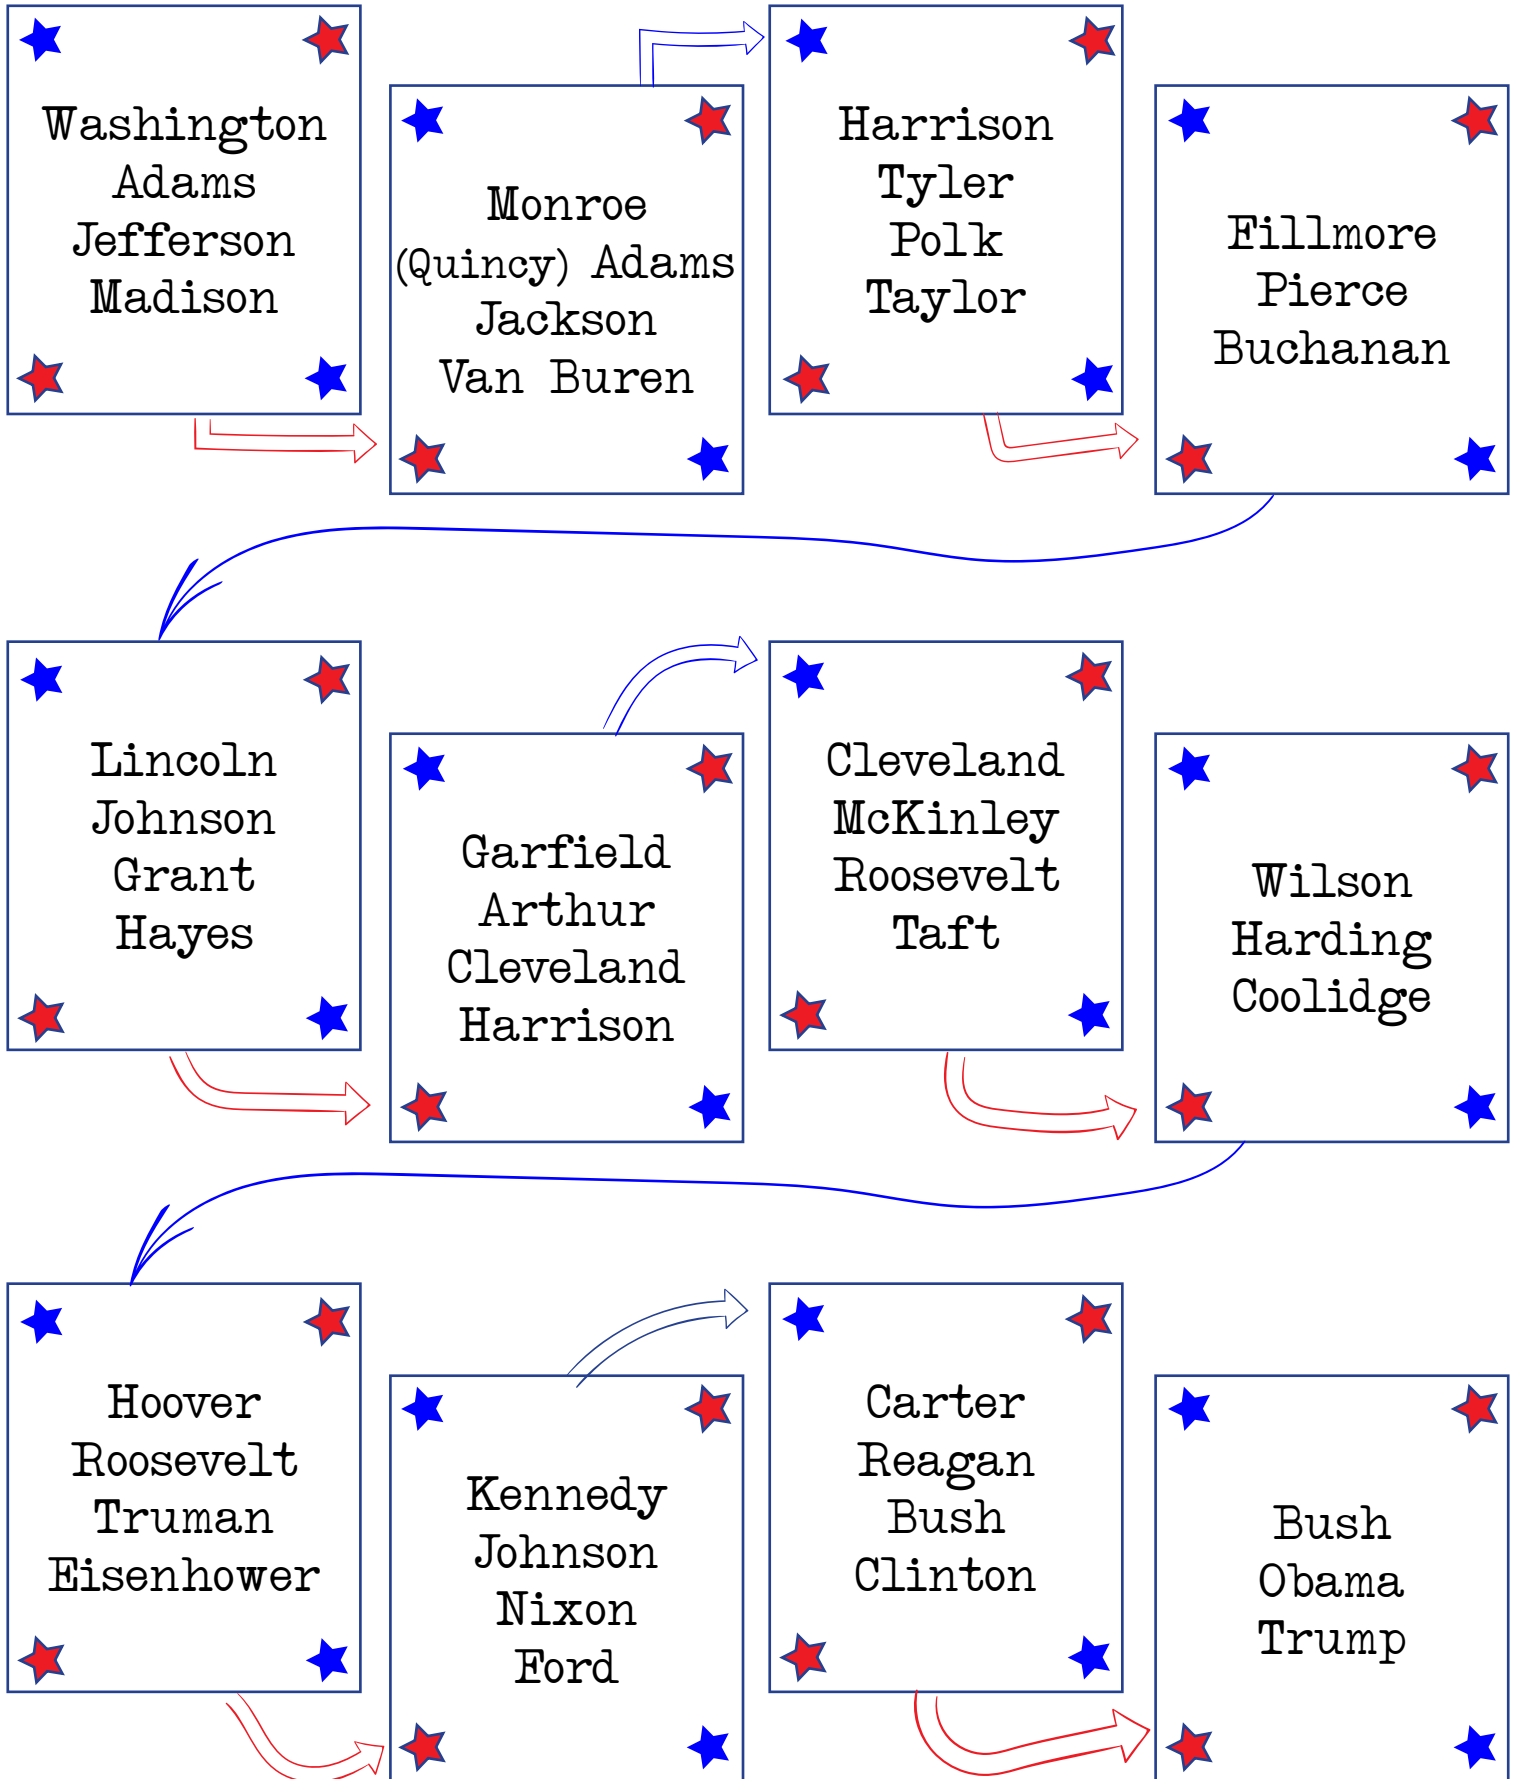 Washington
Adams
Jefferson
Madison
Monroe
(Quincy) Adams
Jackson
Van Buren
Harrison
Tyler
Polk
Taylor
Fillmore
Pierce
Buchanan
Lincoln
Johnson
Grant
Hayes
Garfield
Arthur
Cleveland
Harrison
Cleveland
McKinley
Roosevelt
Taft
Wilson
Harding
Coolidge
Hoover
Roosevelt
Truman
Eisenhower
Kennedy
Johnson
Nixon
Ford
Carter
Reagan
Bush
Clinton
Bush
Obama
Trump